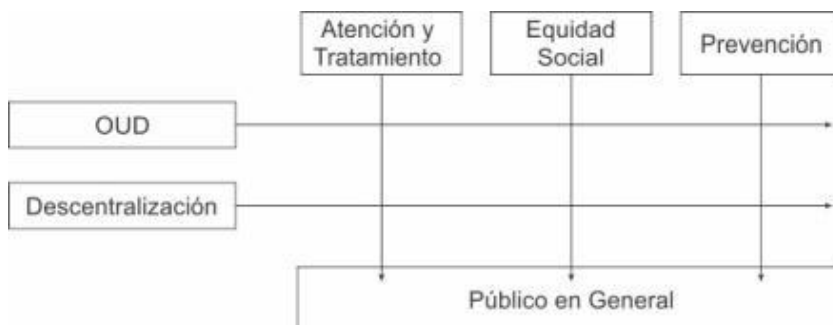 Atención y
Tratamiento
Equidad
Social
Prevención
OUD
Descentralización
Público en General